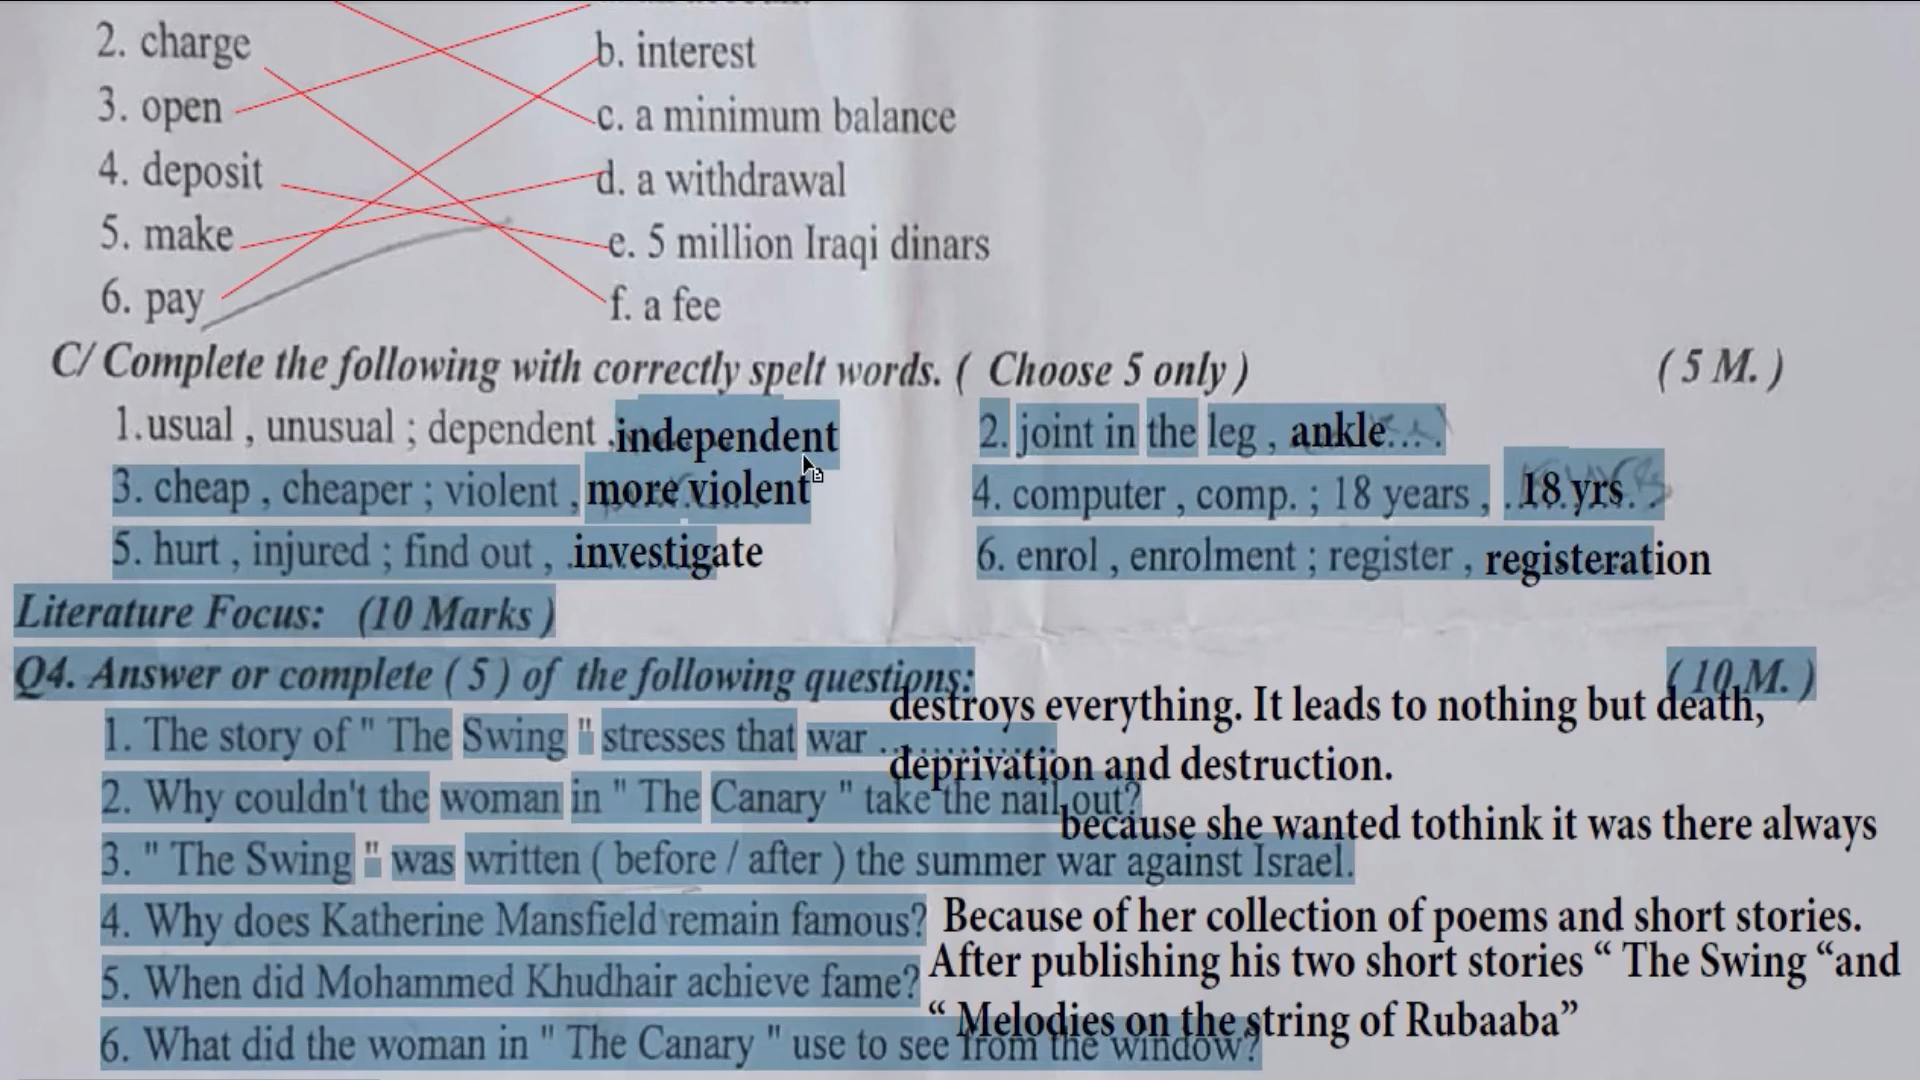 2. charge
b. interest
3. open
c. a minimum balance
4. deposit
d. a withdrawal
5. make
e. 5 million Iraqi dinars
6. pay
f. a fee
C/ Complete the following with correctly spelt words. ( Choose 5 only )
( 5 M. )
1.usual , unusual ; dependent , independent
2. joint in the leg , ankle....
3. cheap , cheaper ; violent , more violent
4. computer , comp. ; 18 years , 18 yrs
5. hurt , injured ; find out , investigate
6. enrol , enrolment ; register , registeration
Literature Focus: (10 Marks )
Q4. Answer or complete ( 5 ) of the following questions:
( 10 M. )
1. The story of " The Swing " stresses that war ............
destroys everything. It leads to nothing but death,
deprivation and destruction.
2. Why couldn't the woman in " The Canary " take the nail out?
because she wanted tothink it was there always
3. " The Swing " was written ( before / after ) the summer war against Israel.
4. Why does Katherine Mansfield remain famous? Because of her collection of poems and short stories.
5. When did Mohammed Khudhair achieve fame? After publishing his two short stories “ The Swing “and
“ Melodies on the string of Rubaaba”
6. What did the woman in " The Canary " use to see from the window?